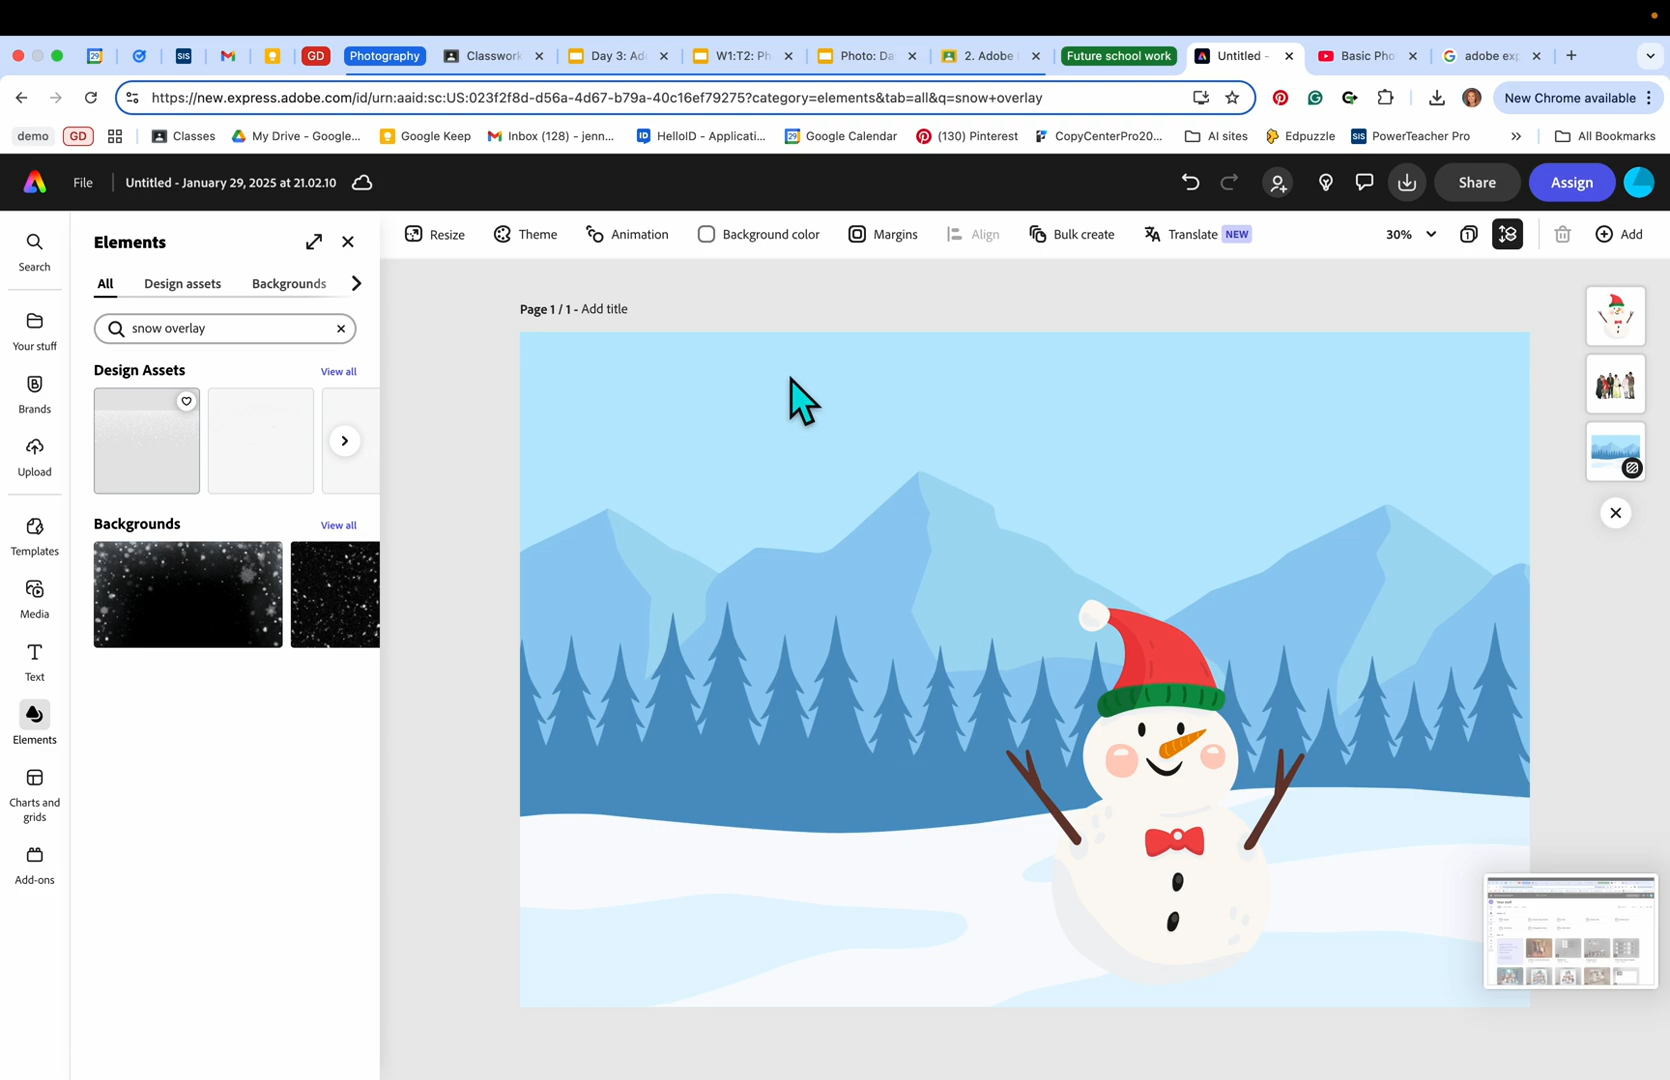 29
SIS
GD
Photography
Classwork
Day 3: Ad
W1:T2: Ph
Photo: Da
2. Adobe
Future school work
Untitled -
Basic Pho
adobe exp
https://new.express.adobe.com/id/urn:aaid:sc:US:023f2f8d-d56a-4d67-b79a-40c16ef79275?category=elements&tab=all&q=snow+overlay
New Chrome available
demo
GD
Classes
My Drive - Google...
Google Keep
Inbox (128) - jenn...
HelloID - Applicati...
Google Calendar
(130) Pinterest
CopyCenterPro20...
AI sites
Edpuzzle
SIS PowerTeacher Pro
All Bookmarks
File
Untitled - January 29, 2025 at 21.02.10
Share
Assign
Search
Your stuff
Brands
Upload
Templates
Media
Text
Elements
Charts and
grids
Add-ons
Elements
All
Design assets
Backgrounds
snow overlay
Design Assets
View all
Backgrounds
View all
Resize
Theme
Animation
Background color
Margins
Align
Bulk create
Translate NEW
30%
Add
Page 1 / 1 - Add title